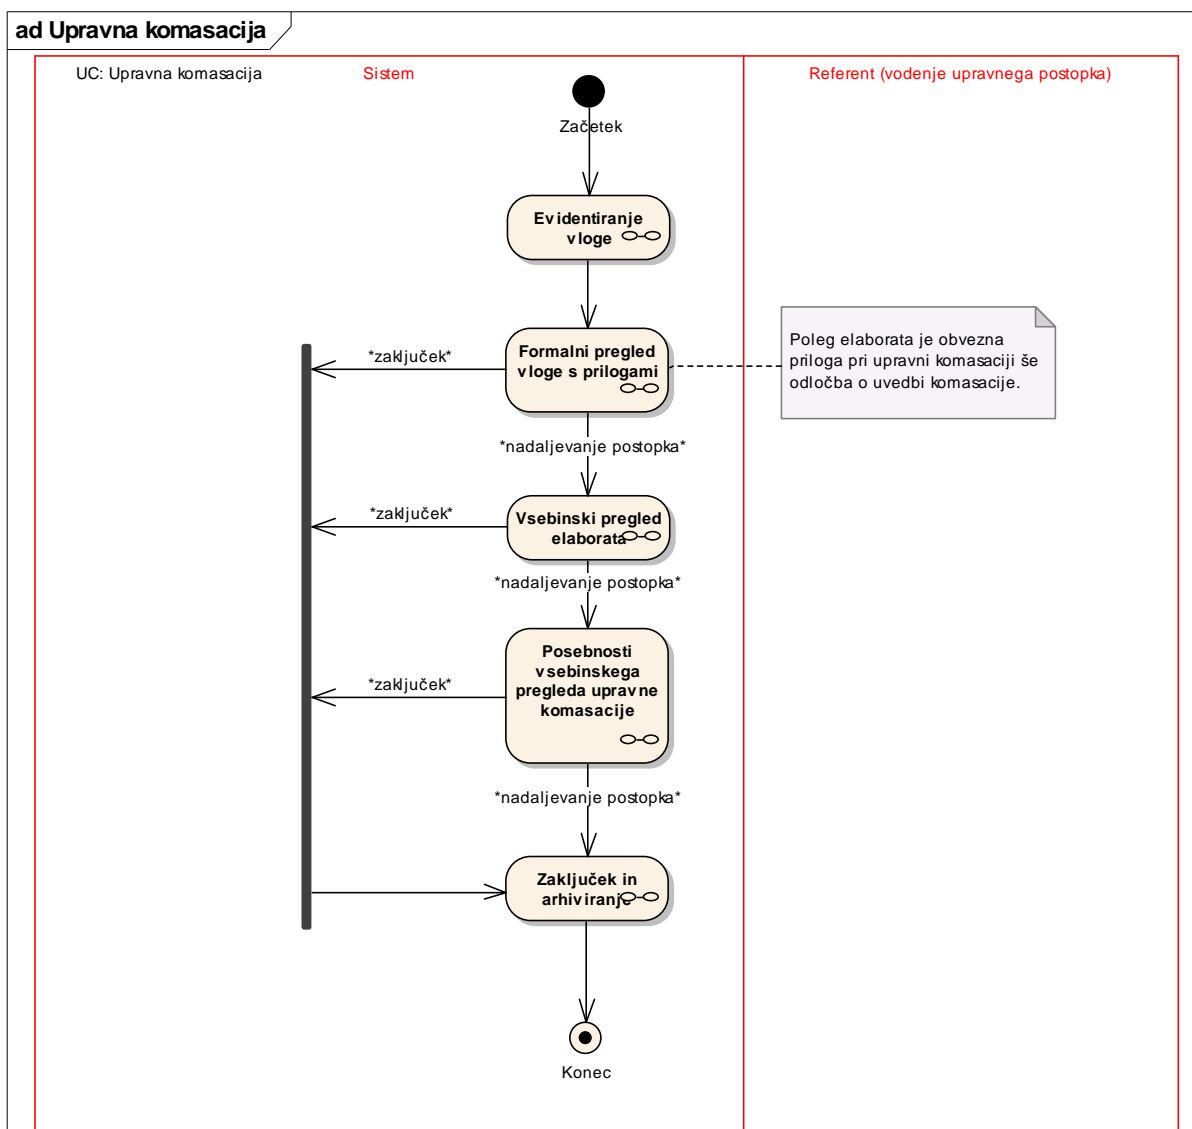 ad Upravna komasacija
UC: Upravna komasacija
Sistem
Referent (vodenje upravnega postopka)
Začetek
Evidentiranje
vloge
Formalni pregled
vloge s prilogami
*zaključek*
Poleg elaborata je obvezna
priloga pri upravni komasaciji še
odločba o uvedbi komasacije.
*nadaljevanje postopka*
*zaključek*
Vsebinski pregled
elaborata
*nadaljevanje postopka*
Posebnosti
vsebinskega
pregleda upravne
komasacije
*zaključek*
*nadaljevanje postopka*
Zaključek in
arhiviranje
Konec